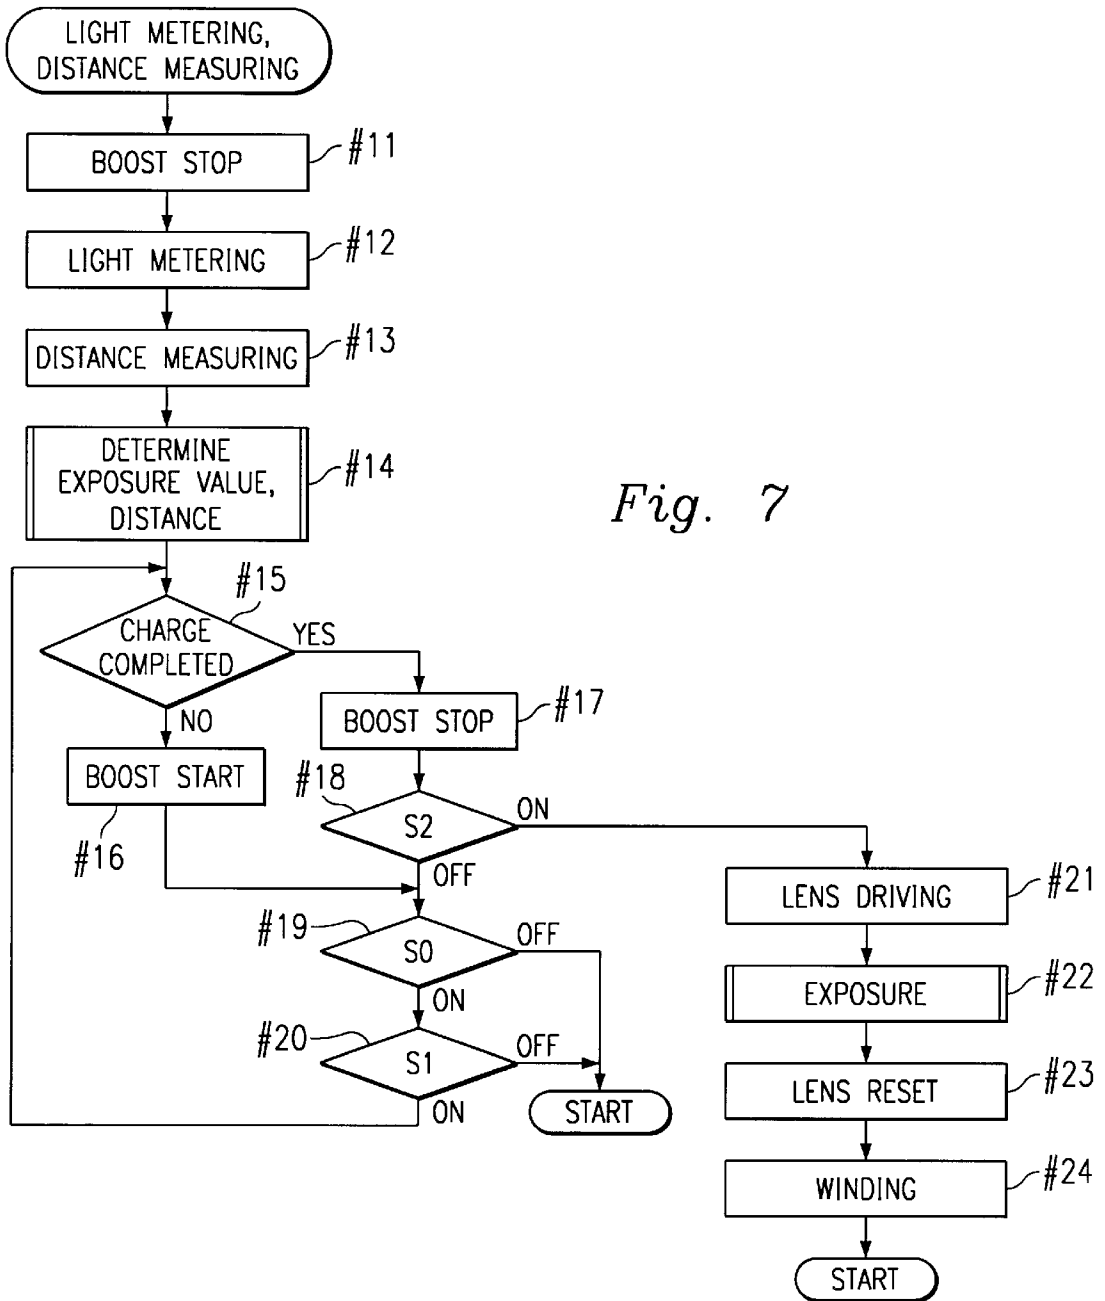 LIGHT METERING,
DISTANCE MEASURING
BOOST STOP
#11
LIGHT METERING
#12
DISTANCE MEASURING
#13
DETERMINE
EXPOSURE VALUE,
DISTANCE
#14
Fig. 7
#15
CHARGE
COMPLETED
YES
NO
BOOST STOP
#17
BOOST START
#16
#18
S2
ON
OFF
#19
S0
OFF
ON
#20
S1
OFF
ON
START
LENS DRIVING
#21
EXPOSURE
#22
LENS RESET
#23
WINDING
#24
START